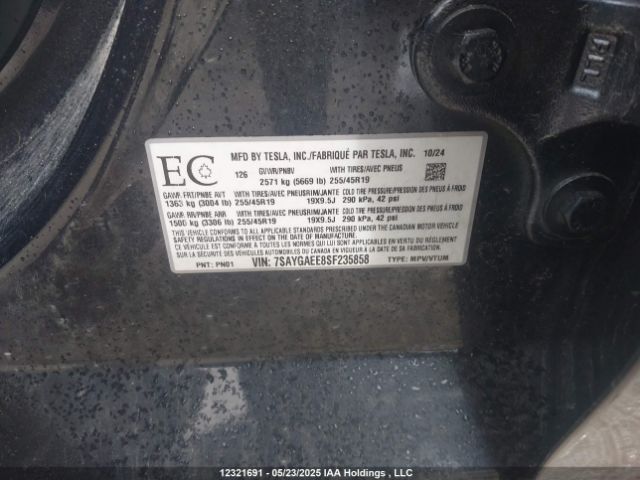 EC
MFD BY TESLA, INC./FABRIQUÉ PAR TESLA, INC. 10/24
126 GVWR/PNBV WITH TIRES/AVEC PNEUS
2571 kg (5669 lb) 255/45R19
GAWR FRT/PNBE AVT WITH TIRES/AVEC PNEUS RIM/JANTE COLD TIRE PRESSURE/PRESSION DES PNEUS À FROID
1363 kg (3004 lb) 255/45R19 19X9.5J 290 kPa, 42 psi
GAWR RR/PNBE ARR WITH TIRES/AVEC PNEUS RIM/JANTE COLD TIRE PRESSURE/PRESSION DES PNEUS À FROID
1500 kg (3306 lb) 255/45R19 19X9.5J 290 kPa, 42 psi
THIS VEHICLE CONFORMS TO ALL APPLICABLE STANDARDS PRESCRIBED UNDER THE CANADIAN MOTOR VEHICLE
SAFETY REGULATIONS IN EFFECT ON THE DATE OF MANUFACTURE
CE VÉHICULE EST CONFORME À TOUTES LES NORMES QUI LUI SONT APPLICABLES EN VERTU DU RÈGLEMENT
SUR LA SÉCURITÉ DES VÉHICULES AUTOMOBILES DU CANADA EN VIGUEUR À LA DATE DE SA FABRICATION
PNT: PN01 VIN: 7SAYGAEE8SF235858 TYPE: MPV/VTUM
12321691 - 05/23/2025 IAA Holdings , LLC